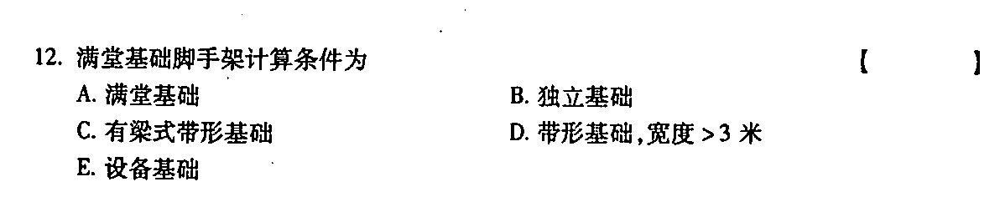 12. 满堂基础脚手架计算条件为 【 】
A. 满堂基础 B. 独立基础
C. 有梁式带形基础 D. 带形基础,宽度>3 米
E. 设备基础